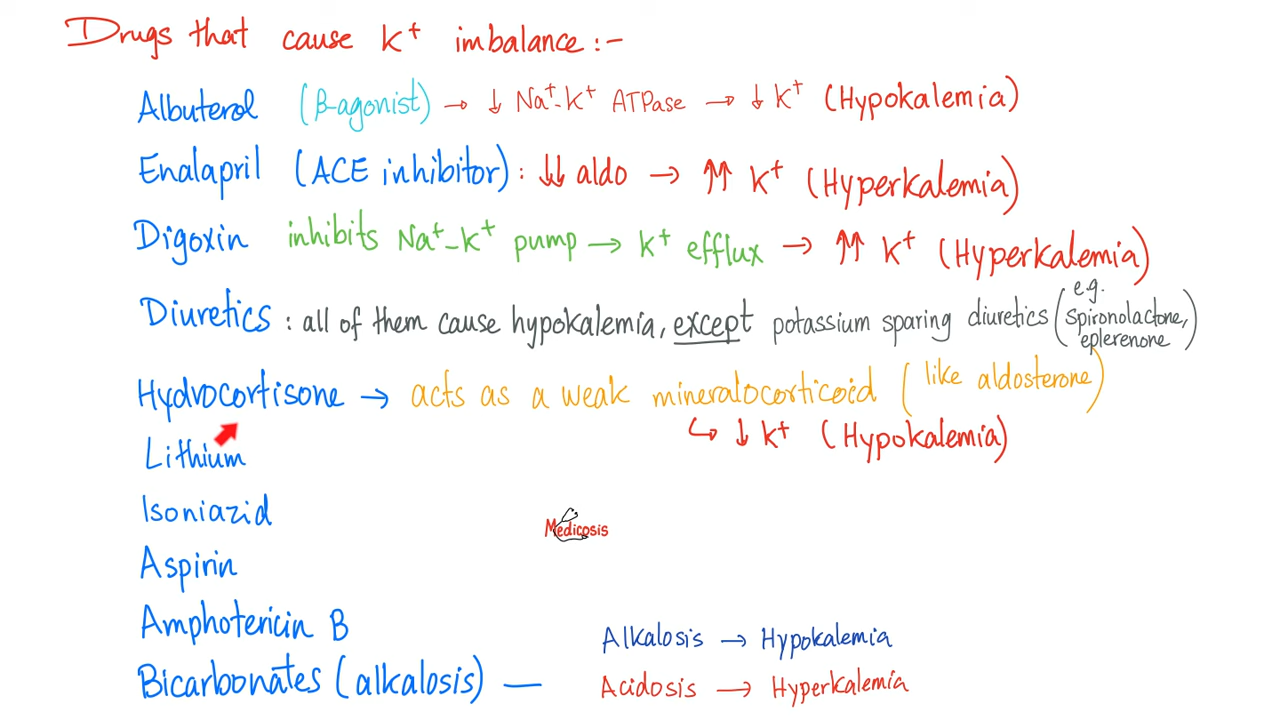 Drugs that cause K+ imbalance :-
Albuterol (β-agonist) → ↓ Na+-K+ ATPase → ↓ K+ (Hypokalemia)
Enalapril (ACE inhibitor) : ↓↓ aldo → ↑↑ K+ (Hyperkalemia)
Digoxin inhibits Na+-K+ pump → K+ efflux → ↑↑ K+ (Hyperkalemia)
Diuretics : all of them cause hypokalemia, except potassium sparing diuretics (e.g. spironolactone, eplerenone)
Hydrocortisone → acts as a weak mineralocorticoid (like aldosterone)
↳ ↓ K+ (Hypokalemia)
Lithium
Isoniazid
Medicosis
Aspirin
Amphotericin B
Alkalosis → Hypokalemia
Bicarbonates (alkalosis) —
Acidosis → Hyperkalemia